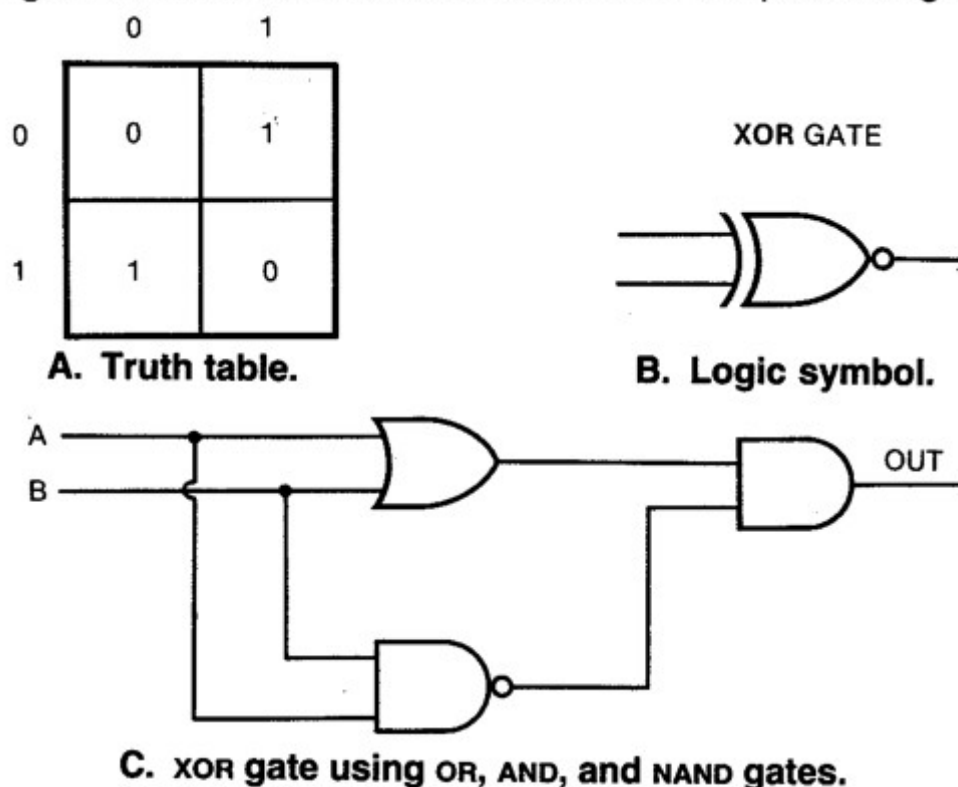 0 1
0 0 1
1 1 0
A. Truth table.
XOR GATE
B. Logic symbol.
A
B
OUT
C. XOR gate using OR, AND, and NAND gates.